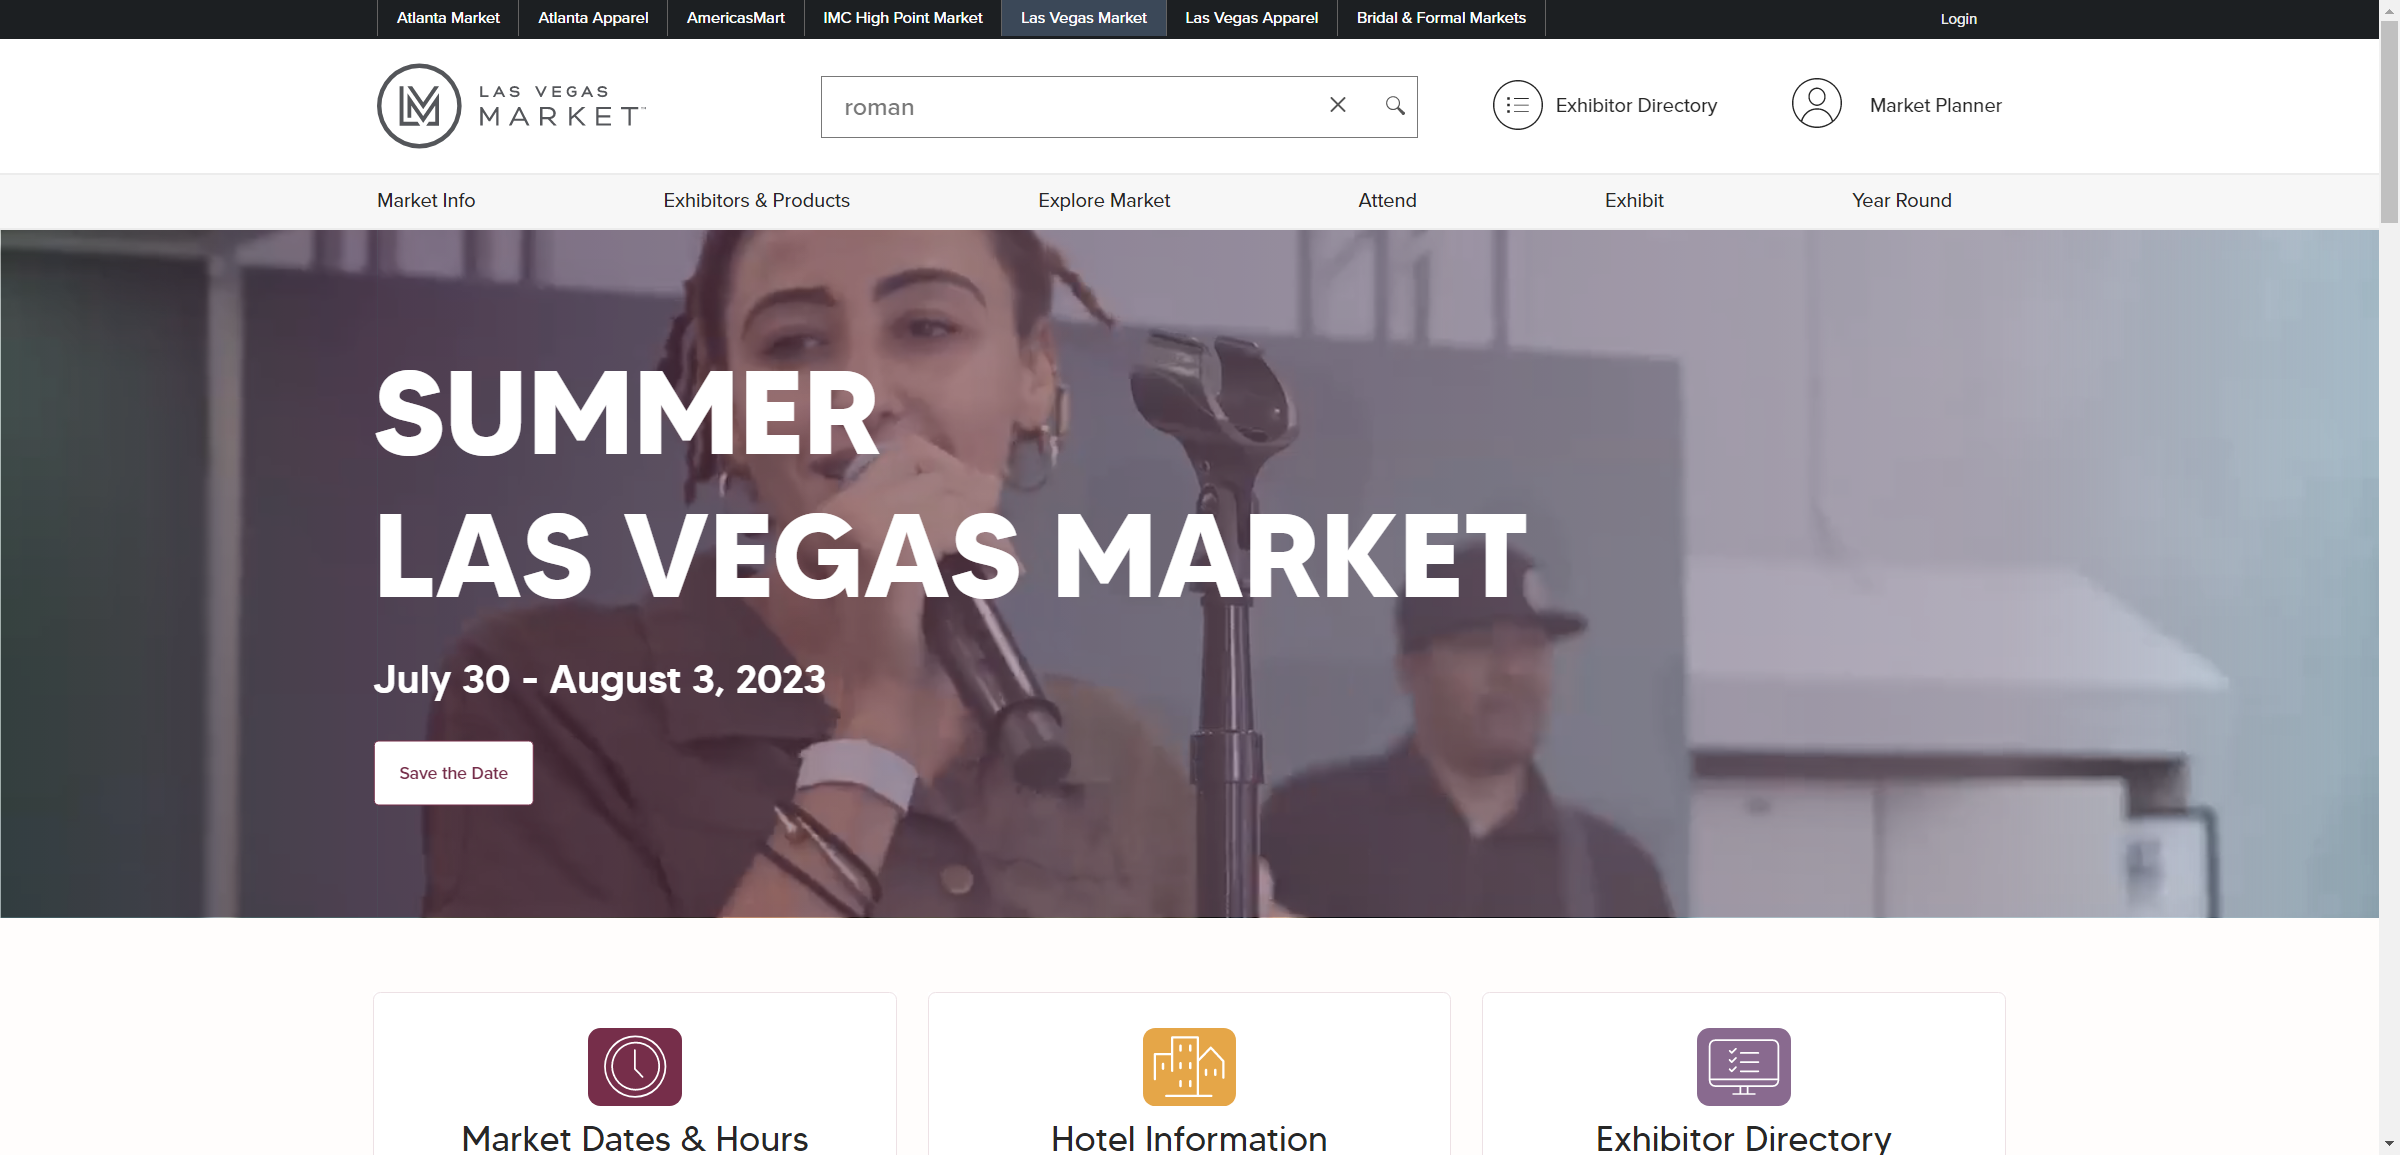 Atlanta Market
Atlanta Apparel
AmericasMart
IMC High Point Market
Las Vegas Market
Las Vegas Apparel
Bridal & Formal Markets
Login
LM
LAS VEGAS
MARKET™
roman
Exhibitor Directory
Market Planner
Market Info
Exhibitors & Products
Explore Market
Attend
Exhibit
Year Round
SUMMER
LAS VEGAS MARKET
July 30 - August 3, 2023
Save the Date
Market Dates & Hours
Hotel Information
Exhibitor Directory